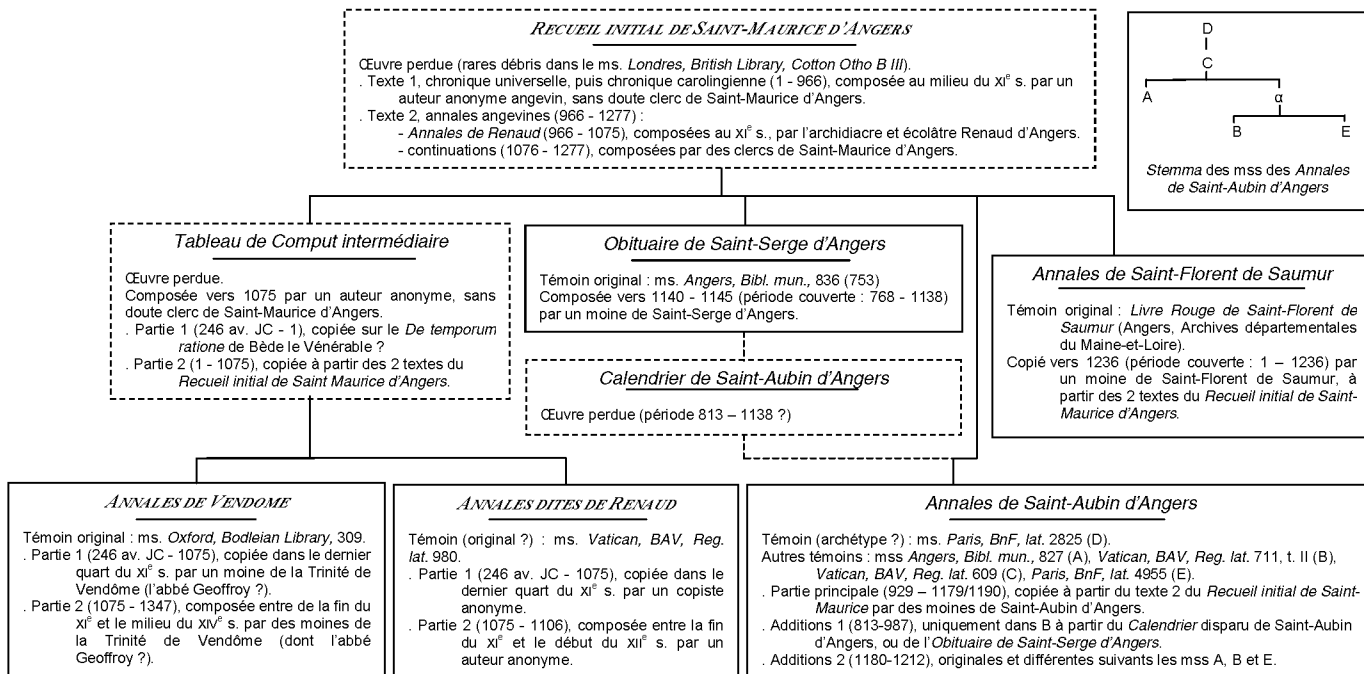 RECUEIL INITIAL DE SAINT-MAURICE D'ANGERS
Œuvre perdue (rares débris dans le ms. Londres, British Library, Cotton Otho B III).
. Texte 1, chronique universelle, puis chronique carolingienne (1 - 966), composée au milieu du XIe s. par un
auteur anonyme angevin, sans doute clerc de Saint-Maurice d'Angers.
. Texte 2, annales angevines (966 - 1277) :
- Annales de Renaud (966 - 1075), composées au XIe s., par l'archidiacre et écolâtre Renaud d'Angers.
- continuations (1076 - 1277), composées par des clercs de Saint-Maurice d'Angers.
D
C
A
α
B
E
Stemma des mss des Annales
de Saint-Aubin d'Angers
Tableau de Comput intermédiaire
Œuvre perdue.
Composée vers 1075 par un auteur anonyme, sans
doute clerc de Saint-Maurice d'Angers.
. Partie 1 (246 av. JC - 1), copiée sur le De temporum
ratione de Bède le Vénérable ?
. Partie 2 (1 - 1075), copiée à partir des 2 textes du
Recueil initial de Saint Maurice d'Angers.
Obituaire de Saint-Serge d'Angers
Témoin original : ms. Angers, Bibl. mun., 836 (753)
Composée vers 1140 - 1145 (période couverte : 768 - 1138)
par un moine de Saint-Serge d'Angers.
Calendrier de Saint-Aubin d'Angers
Œuvre perdue (période 813 – 1138 ?)
Annales de Saint-Florent de Saumur
Témoin original : Livre Rouge de Saint-Florent de
Saumur (Angers, Archives départementales
du Maine-et-Loire).
Copié vers 1236 (période couverte : 1 – 1236) par
un moine de Saint-Florent de Saumur, à
partir des 2 textes du Recueil initial de Saint-
Maurice d'Angers.
ANNALES DE VENDOME
Témoin original : ms. Oxford, Bodleian Library, 309.
. Partie 1 (246 av. JC - 1075), copiée dans le dernier
quart du XIe s. par un moine de la Trinité de
Vendôme (l'abbé Geoffroy ?).
. Partie 2 (1075 - 1347), composée entre de la fin du
XIe et le milieu du XIVe s. par des moines de
la Trinité de Vendôme (dont l'abbé
Geoffroy ?).
ANNALES DITES DE RENAUD
Témoin (original ?) : ms. Vatican, BAV, Reg.
lat. 980.
. Partie 1 (246 av. JC - 1075), copiée dans le
dernier quart du XIe s. par un copiste
anonyme.
. Partie 2 (1075 - 1106), composée entre la fin
du XIe et le début du XIIe s. par un
auteur anonyme.
Annales de Saint-Aubin d'Angers
Témoin (archétype ?) : ms. Paris, BnF, lat. 2825 (D).
Autres témoins : mss Angers, Bibl. mun., 827 (A), Vatican, BAV, Reg. lat. 711, t. II (B),
Vatican, BAV, Reg. lat. 609 (C), Paris, BnF, lat. 4955 (E).
. Partie principale (929 – 1179/1190), copiée à partir du texte 2 du Recueil initial de Saint-
Maurice par des moines de Saint-Aubin d'Angers.
. Additions 1 (813-987), uniquement dans B à partir du Calendrier disparu de Saint-Aubin
d'Angers, ou de l'Obituaire de Saint-Serge d'Angers.
. Additions 2 (1180-1212), originales et différentes suivants les mss A, B et E.